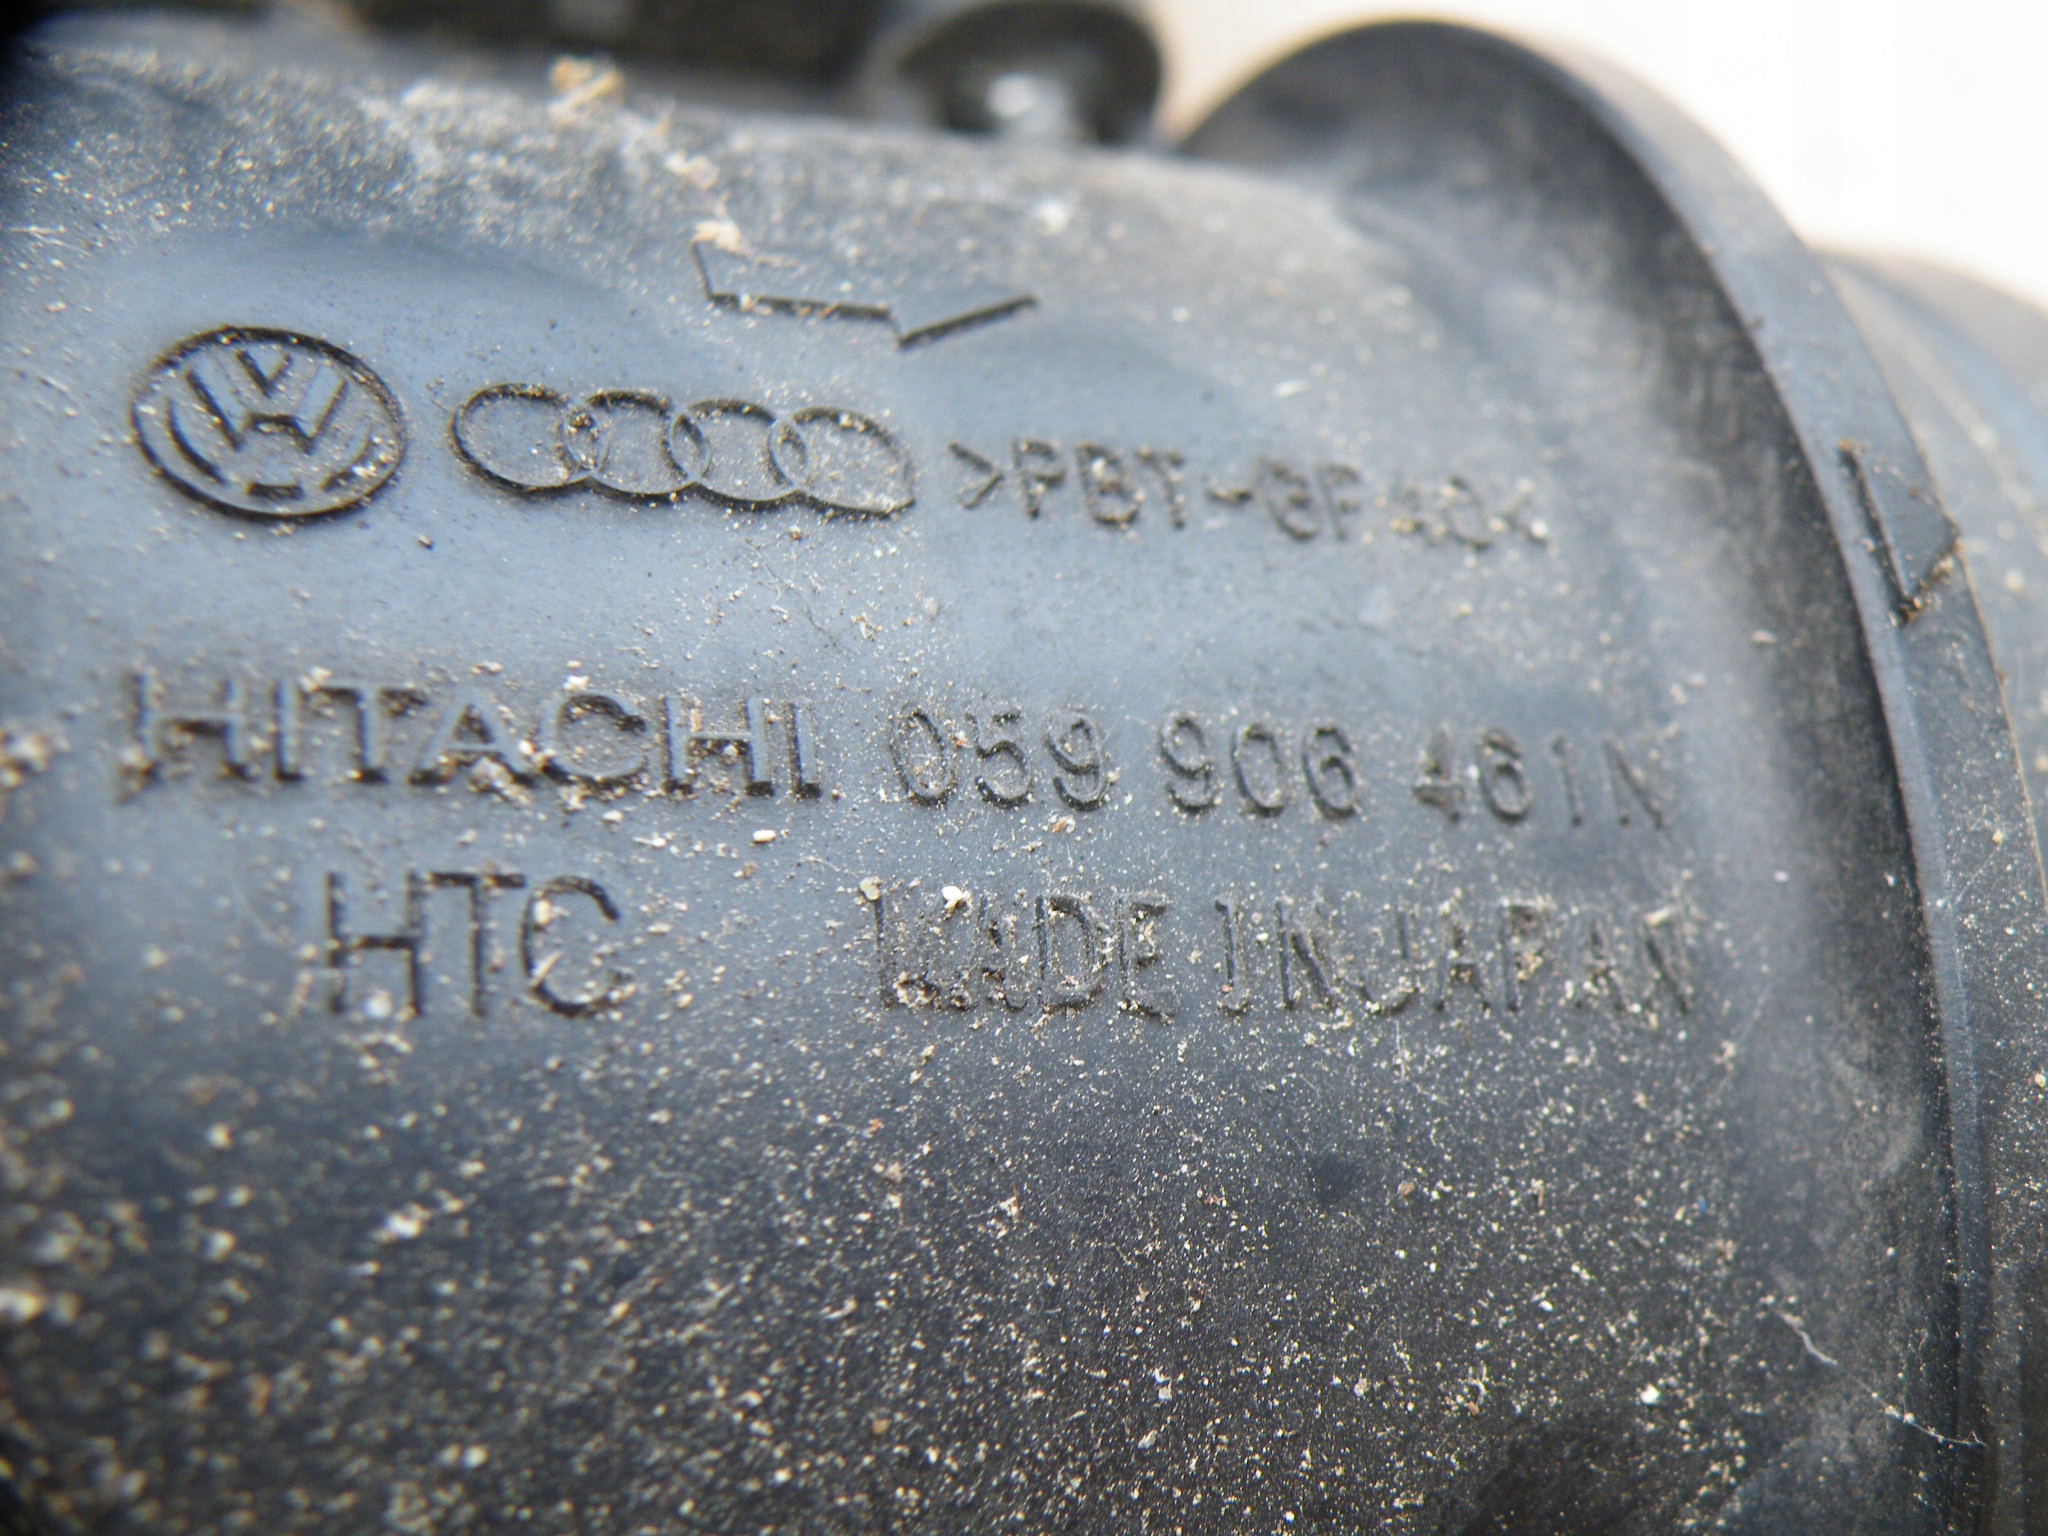 >PBT-GF40<
HITACHI 059 906 461N
HTC MADE IN JAPAN